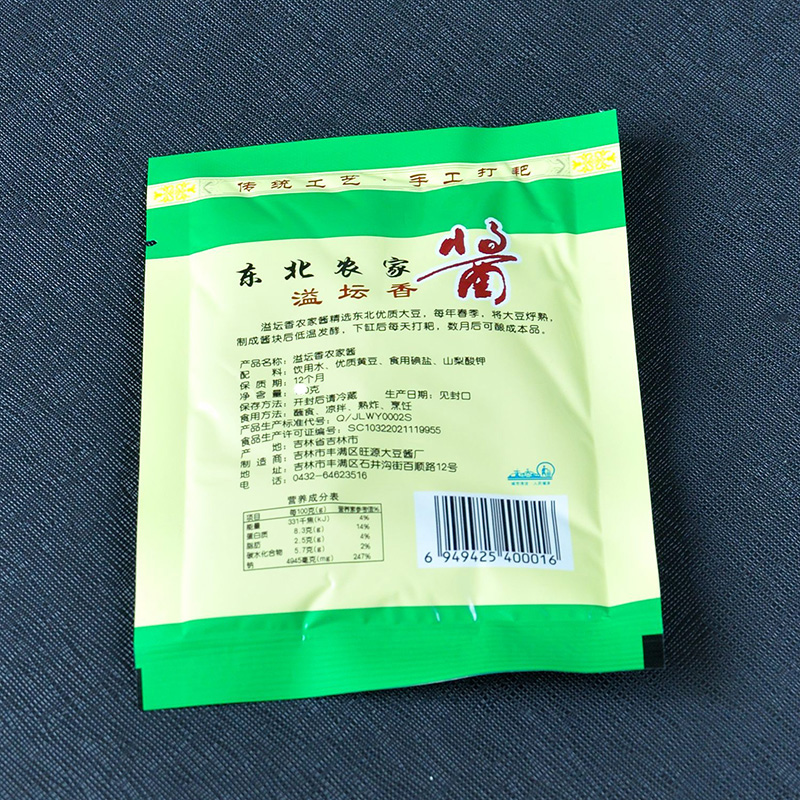 传统工艺·手工打耙
东北农家醬
溢坛香
溢坛香农家酱精选东北优质大豆，每年春季，将大豆烀熟，
制成酱块后低温发酵，下缸后每天打耙，数月后可酿成本品。
产品名称：溢坛香农家酱
配料：饮用水、优质黄豆、食用碘盐、山梨酸钾
保质期：12个月
净含量：0克
保存方法：开封后请冷藏 生产日期：见封口
食用方法：蘸食、凉拌、熟炸、烹饪
产品生产标准代号：Q/JLWY0002S
食品生产许可证编号：SC10322021119955
产地：吉林省吉林市
制造商：吉林市丰满区旺源大豆酱厂
地址：吉林市丰满区石井沟街百顺路12号
电话：0432-64623516
营养成分表
项目 每100克(g) 营养素参考值%
能量 331千焦(kJ) 4%
蛋白质 8.3克(g) 14%
脂肪 2.5克(g) 4%
碳水化合物 5.7克(g) 2%
钠 4945毫克(mg) 247%
6 949425 400016